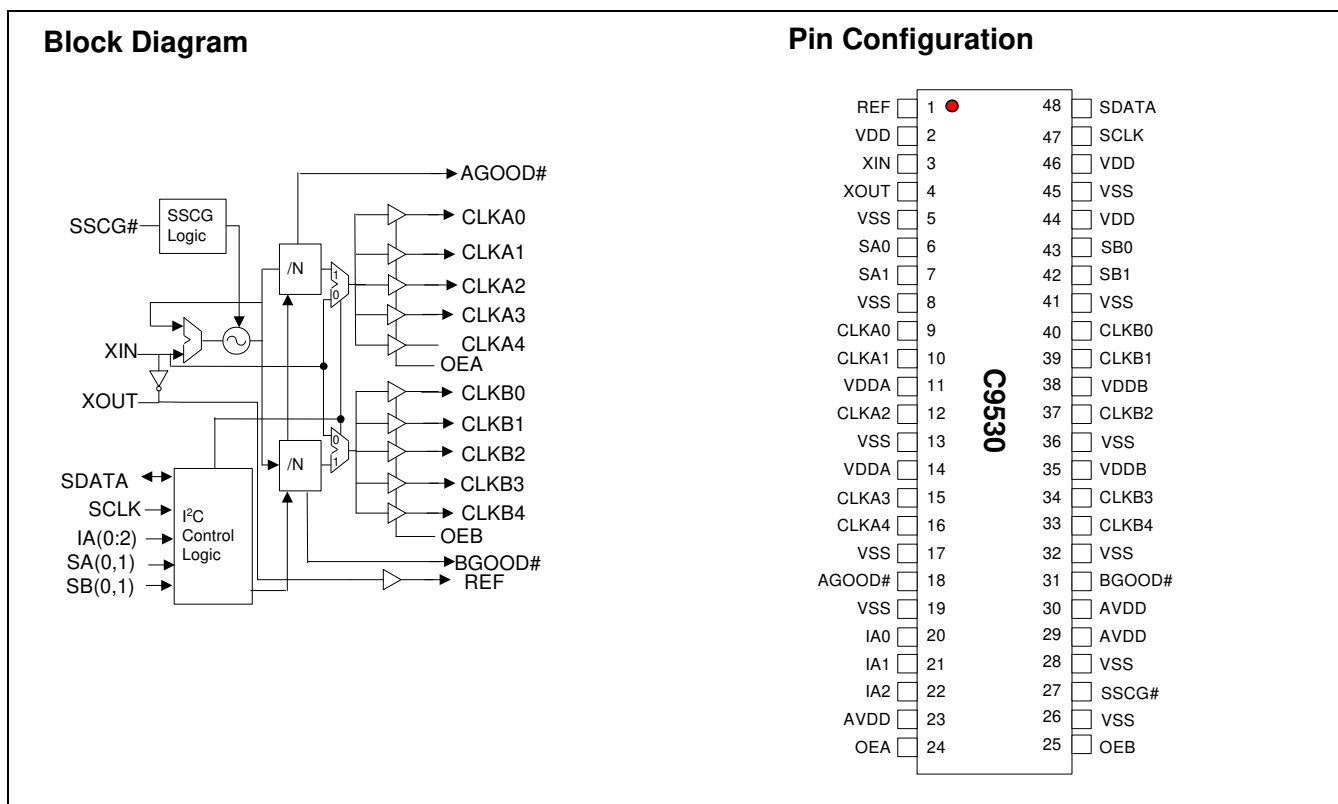 Block Diagram
AGOOD#
SSCG#
SSCG
Logic
CLKA0
CLKA1
/N
1
0
CLKA2
CLKA3
XIN
CLKA4
OEA
XOUT
CLKB0
CLKB1
0
1
/N
CLKB2
SDATA
CLKB3
SCLK
CLKB4
I²C
Control
Logic
IA(0:2)
OEB
SA(0,1)
BGOOD#
SB(0,1)
REF
Pin Configuration
REF 1 48 SDATA
VDD 2 47 SCLK
XIN 3 46 VDD
XOUT 4 45 VSS
VSS 5 44 VDD
SA0 6 43 SB0
SA1 7 42 SB1
VSS 8 41 VSS
CLKA0 9 40 CLKB0
CLKA1 10 39 CLKB1
VDDA 11 38 VDDB
CLKA2 12 37 CLKB2
VSS 13 36 VSS
VDDA 14 35 VDDB
CLKA3 15 34 CLKB3
CLKA4 16 33 CLKB4
VSS 17 32 VSS
AGOOD# 18 31 BGOOD#
VSS 19 30 AVDD
IA0 20 29 AVDD
IA1 21 28 VSS
IA2 22 27 SSCG#
AVDD 23 26 VSS
OEA 24 25 OEB
C9530